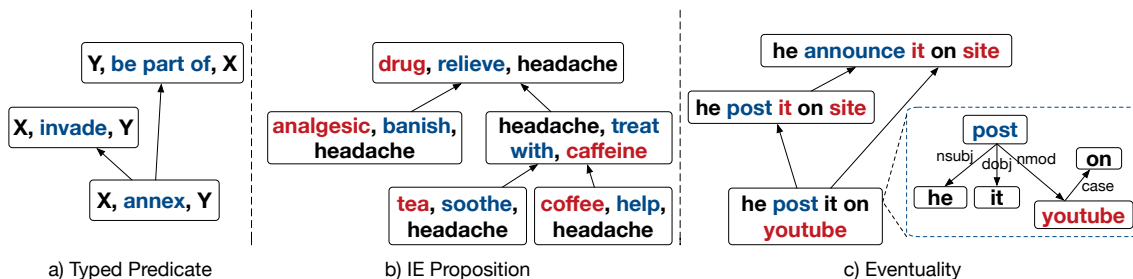 Y, be part of, X
X, invade, Y
X, annex, Y
a) Typed Predicate
drug, relieve, headache
analgesic, banish,
headache
headache, treat
with, caffeine
tea, soothe,
headache
coffee, help,
headache
b) IE Proposition
he announce it on site
he post it on site
he post it on
youtube
post
nsubj
dobj
nmod
on
case
he
it
youtube
c) Eventuality